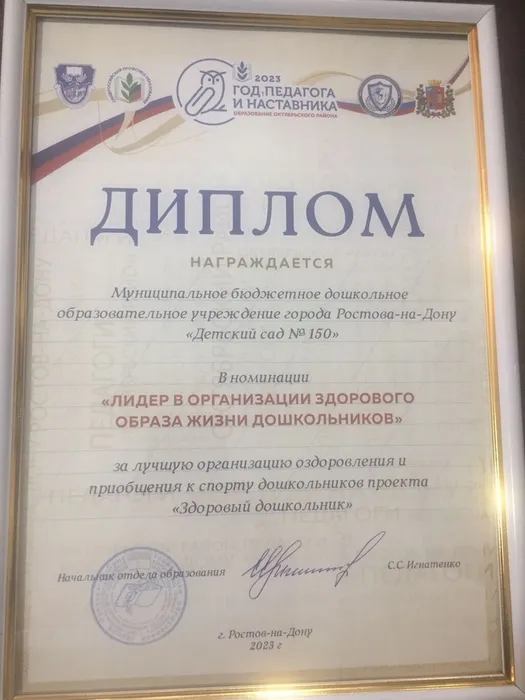 2023
ГОД ПЕДАГОГА
И НАСТАВНИКА
ОБРАЗОВАНИЕ ОКТЯБРЬСКОГО РАЙОНА
ДИПЛОМ
НАГРАЖДАЕТСЯ
Муниципальное бюджетное дошкольное
образовательное учреждение города Ростова-на-Дону
«Детский сад № 150»
В номинации
«ЛИДЕР В ОРГАНИЗАЦИИ ЗДОРОВОГО
ОБРАЗА ЖИЗНИ ДОШКОЛЬНИКОВ»
за лучшую организацию оздоровления и
приобщения к спорту дошкольников проекта
«Здоровый дошкольник»
Начальник отдела образования
С.С. Игнатенко
г. Ростов-на-Дону
2023 г